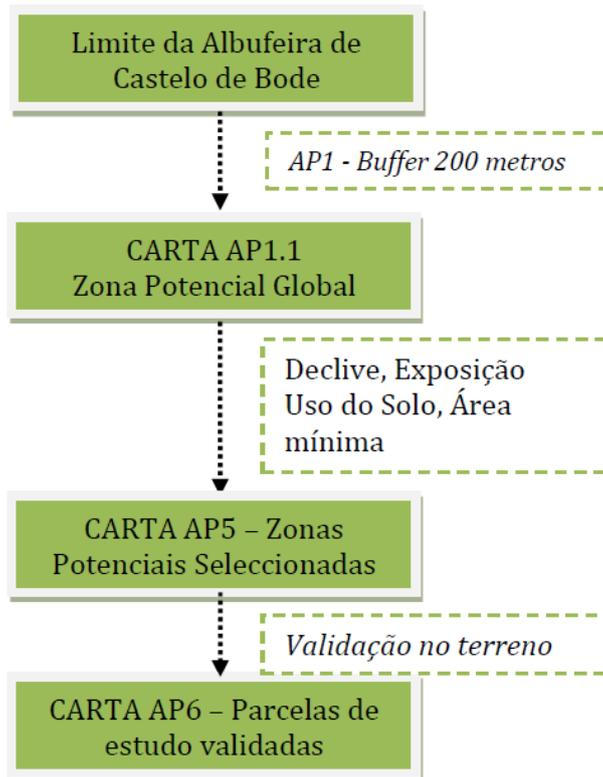 Limite da Albufeira de
Castelo de Bode
AP1 - Buffer 200 metros
CARTA AP1.1
Zona Potencial Global
Declive, Exposição
Uso do Solo, Área
mínima
CARTA AP5 – Zonas
Potenciais Seleccionadas
Validação no terreno
CARTA AP6 – Parcelas de
estudo validadas